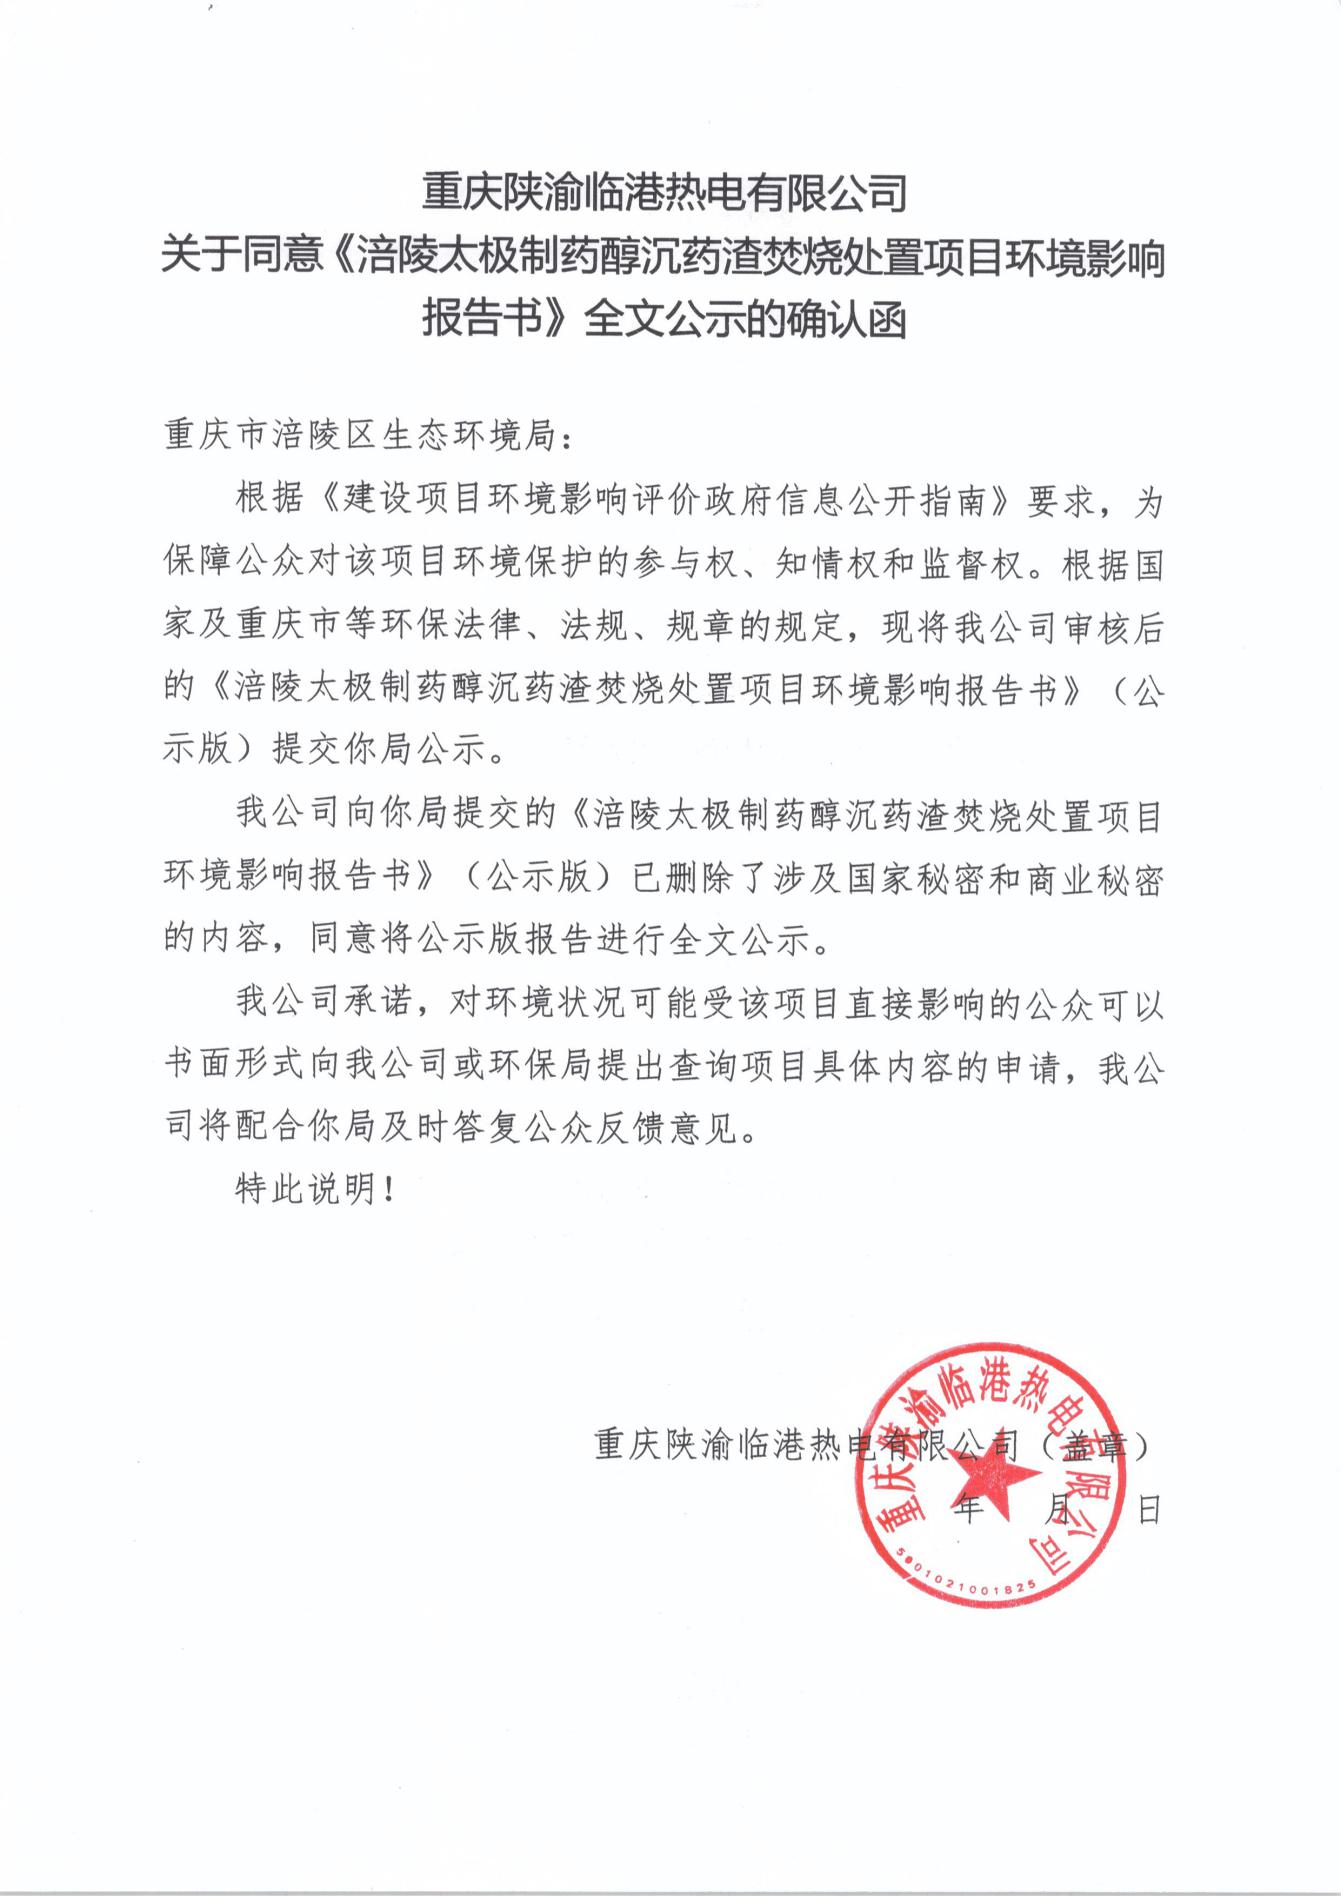 重庆陕渝临港热电有限公司
关于同意《涪陵太极制药醇沉药渣焚烧处置项目环境影响
报告书》全文公示的确认函
重庆市涪陵区生态环境局：
根据《建设项目环境影响评价政府信息公开指南》要求，为
保障公众对该项目环境保护的参与权、知情权和监督权。根据国
家及重庆市等环保法律、法规、规章的规定，现将我公司审核后
的《涪陵太极制药醇沉药渣焚烧处置项目环境影响报告书》（公
示版）提交你局公示。
我公司向你局提交的《涪陵太极制药醇沉药渣焚烧处置项目
环境影响报告书》（公示版）已删除了涉及国家秘密和商业秘密
的内容，同意将公示版报告进行全文公示。
我公司承诺，对环境状况可能受该项目直接影响的公众可以
书面形式向我公司或环保局提出查询项目具体内容的申请，我公
司将配合你局及时答复公众反馈意见。
特此说明！
重庆陕渝临港热电有限公司（盖章）
年 月 日
重庆陕渝临港热电有限公司
5001021001825